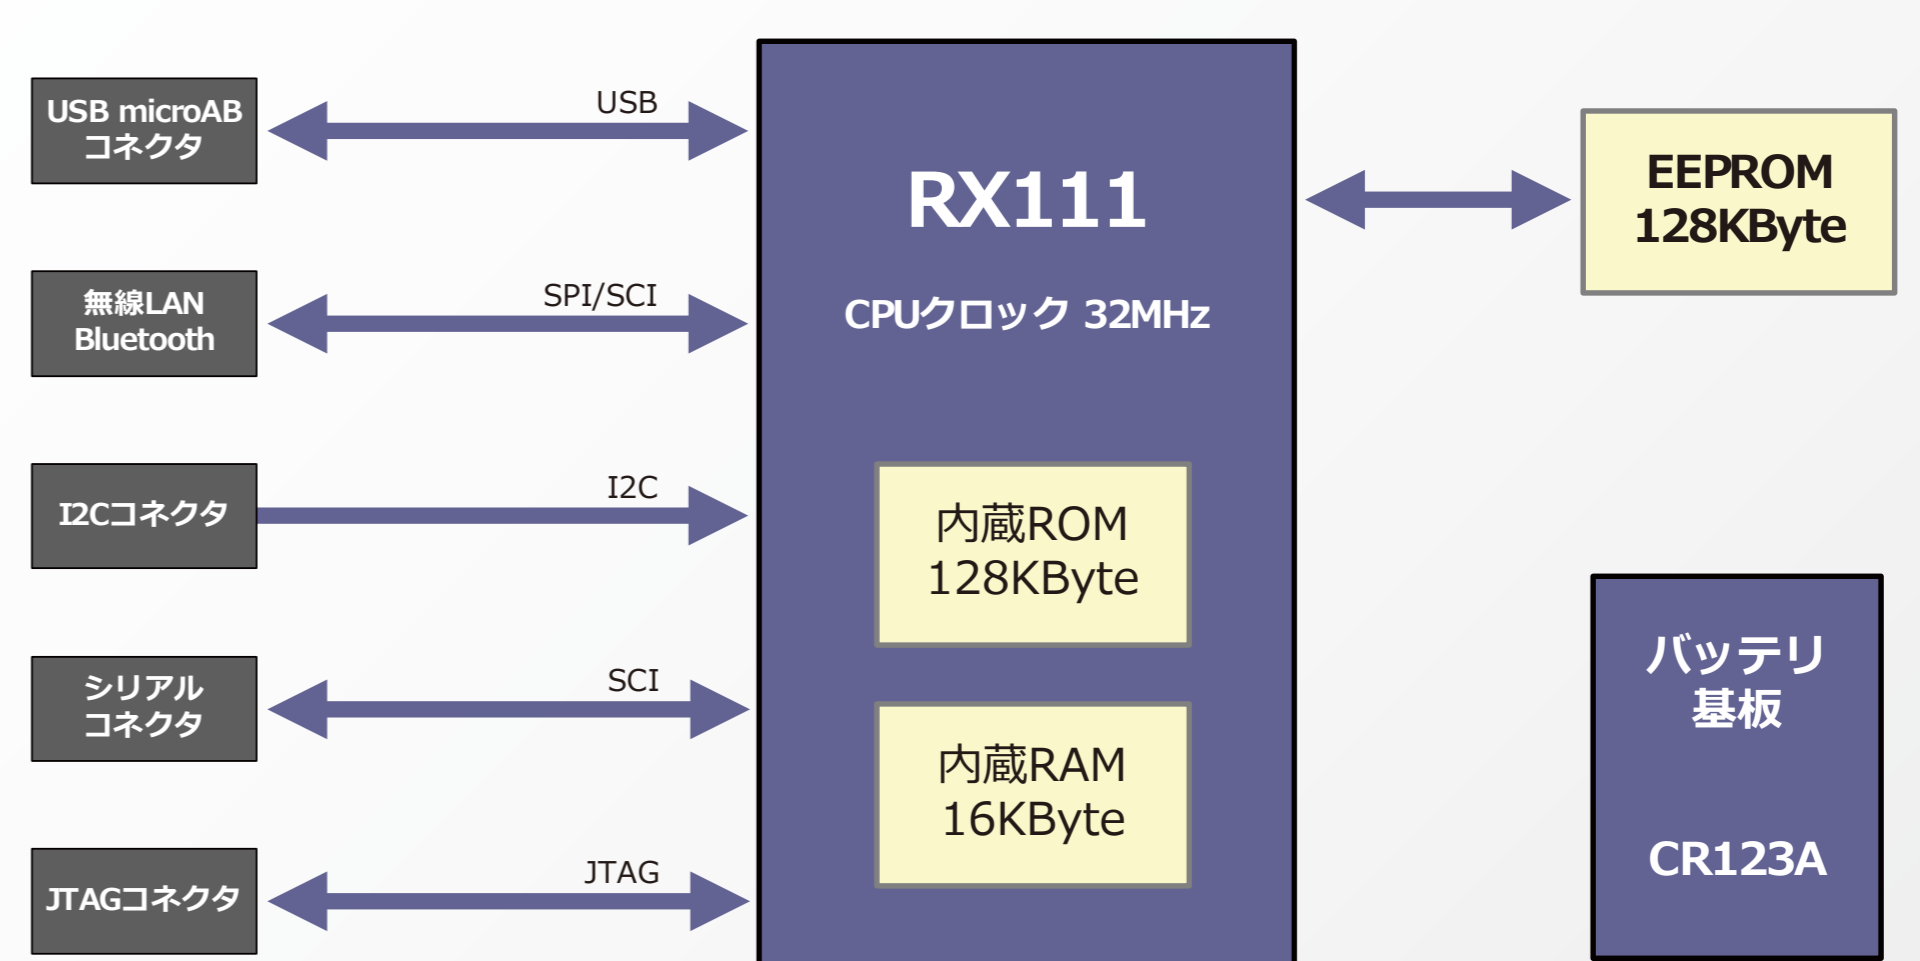 USB microAB
コネクタ
USB
無線LAN
Bluetooth
SPI/SCI
I2Cコネクタ
I2C
シリアル
コネクタ
SCI
JTAGコネクタ
JTAG
RX111
CPUクロック 32MHz
内蔵ROM
128KByte
内蔵RAM
16KByte
EEPROM
128KByte
バッテリ
基板
CR123A